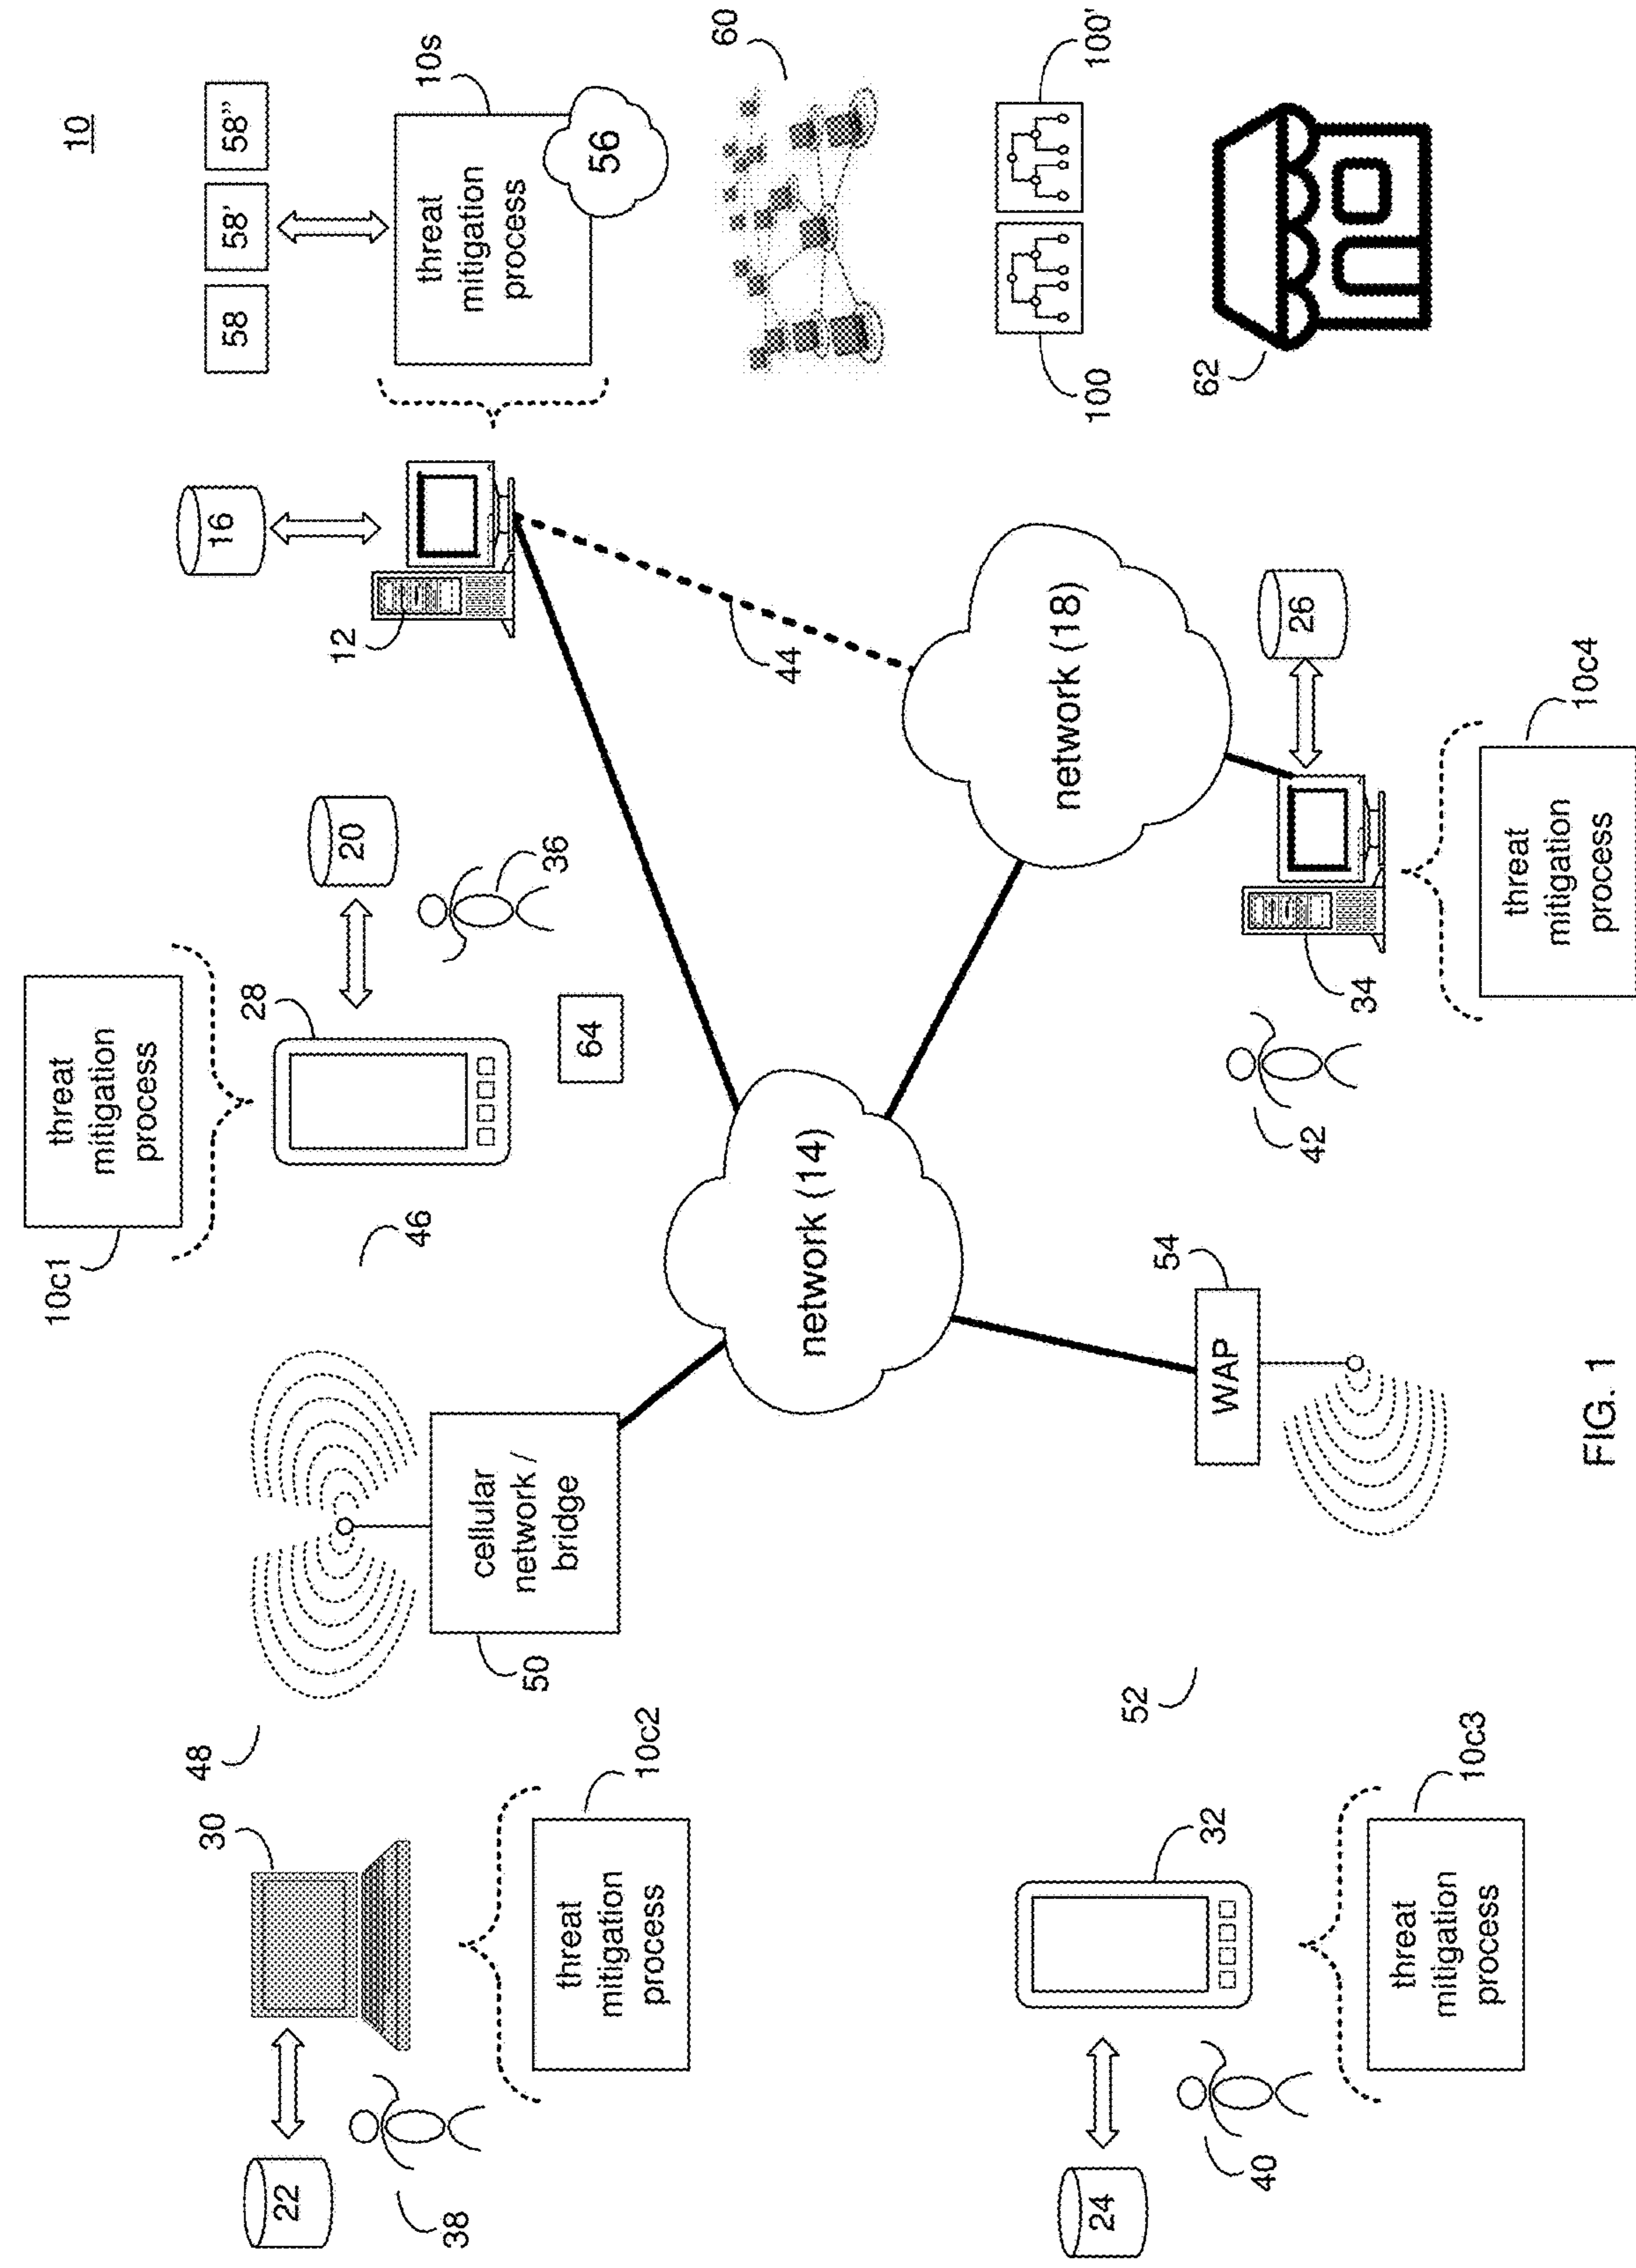 10
10c1
threat
mitigation
process
48
30
16
58
58'
58''
28
22
12
20
46
threat
mitigation
process
10s
38
cellular
network /
bridge
50
36
64
56
threat
mitigation
process
10c2
60
44
network (14)
network (18)
100
100'
24
52
54
WAP
32
62
40
42
26
34
threat
mitigation
process
10c3
threat
mitigation
process
10c4
FIG. 1